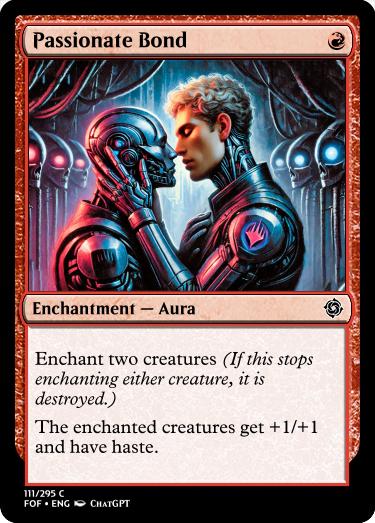 Passionate Bond
Enchantment — Aura
Enchant two creatures (If this stops
enchanting either creature, it is
destroyed.)
The enchanted creatures get +1/+1
and have haste.
111/295 C
FOF • ENG ChatGPT